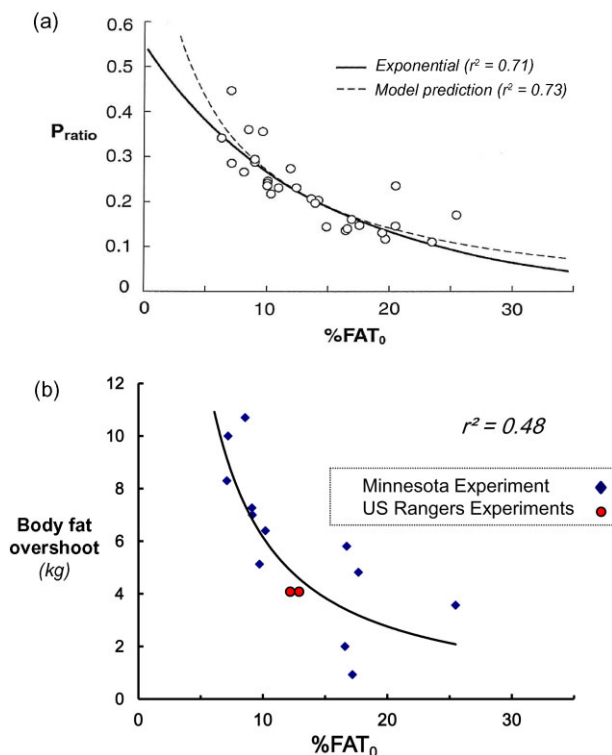 (a)
0.6
0.5
0.4
0.3
0.2
0.1
0
P ratio
Exponential (r² = 0.71)
Model prediction (r² = 0.73)
0 10 20 30
%FAT₀
(b)
12
10
8
6
4
2
0
Body fat
overshoot
(kg)
r² = 0.48
Minnesota Experiment
US Rangers Experiments
0 10 20 30
%FAT₀